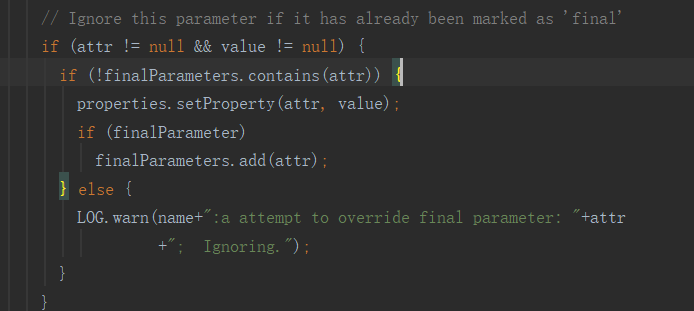 // Ignore this parameter if it has already been marked as 'final'
if (attr != null && value != null) {
if (!finalParameters.contains(attr)) {
properties.setProperty(attr, value);
if (finalParameter)
finalParameters.add(attr);
} else {
LOG.warn(name+":a attempt to override final parameter: "+attr
+";  Ignoring.");
}
}